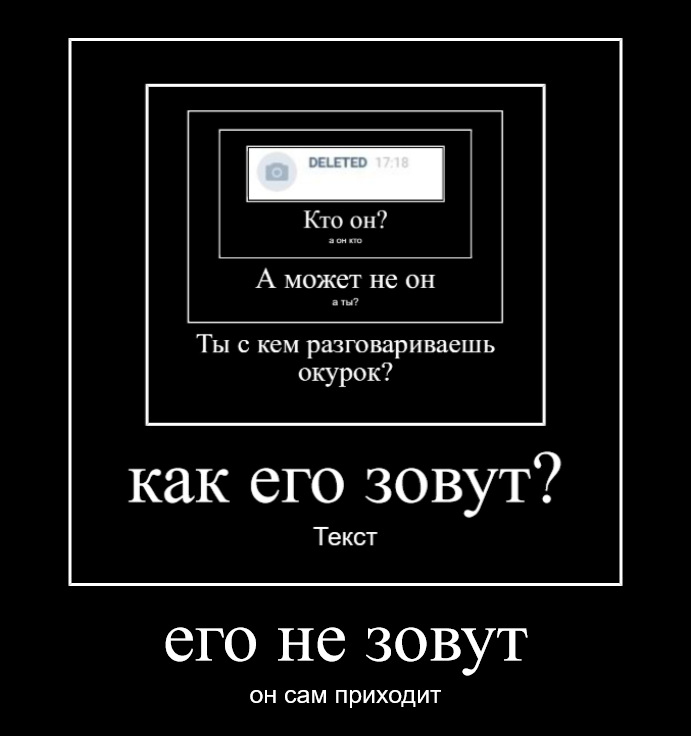 DELETED 17:18
Кто он?
а он кто
А может не он
а ты?
Ты с кем разговариваешь
окурок?
как его зовут?
Текст
его не зовут
он сам приходит